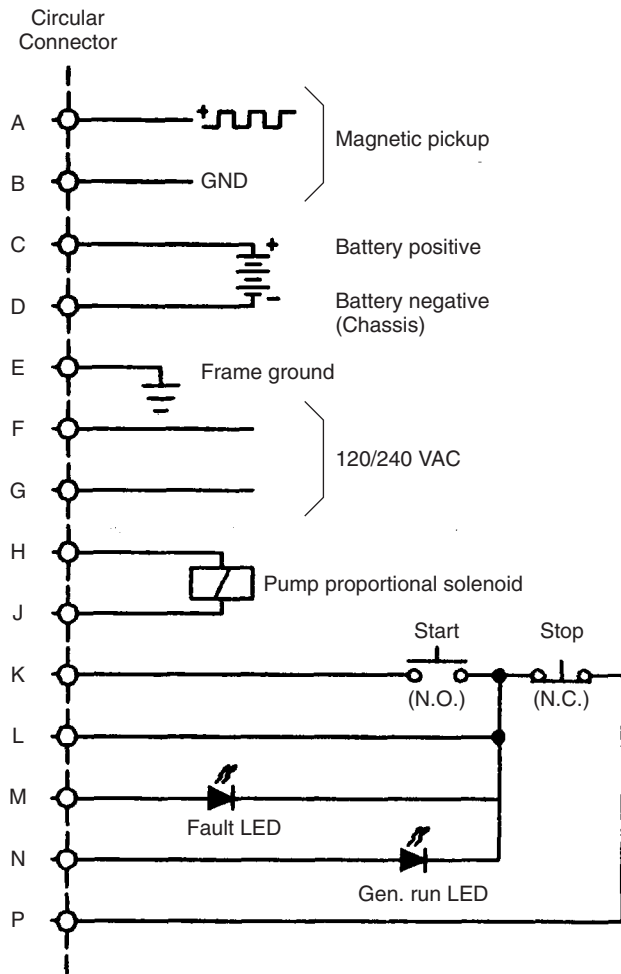 Circular
Connector
A
+
Magnetic pickup
B
GND
C
+
Battery positive
D
-
Battery negative
(Chassis)
E
Frame ground
F
120/240 VAC
G
H
Pump proportional solenoid
J
Start
Stop
K
(N.O.)
(N.C.)
L
M
Fault LED
N
Gen. run LED
P